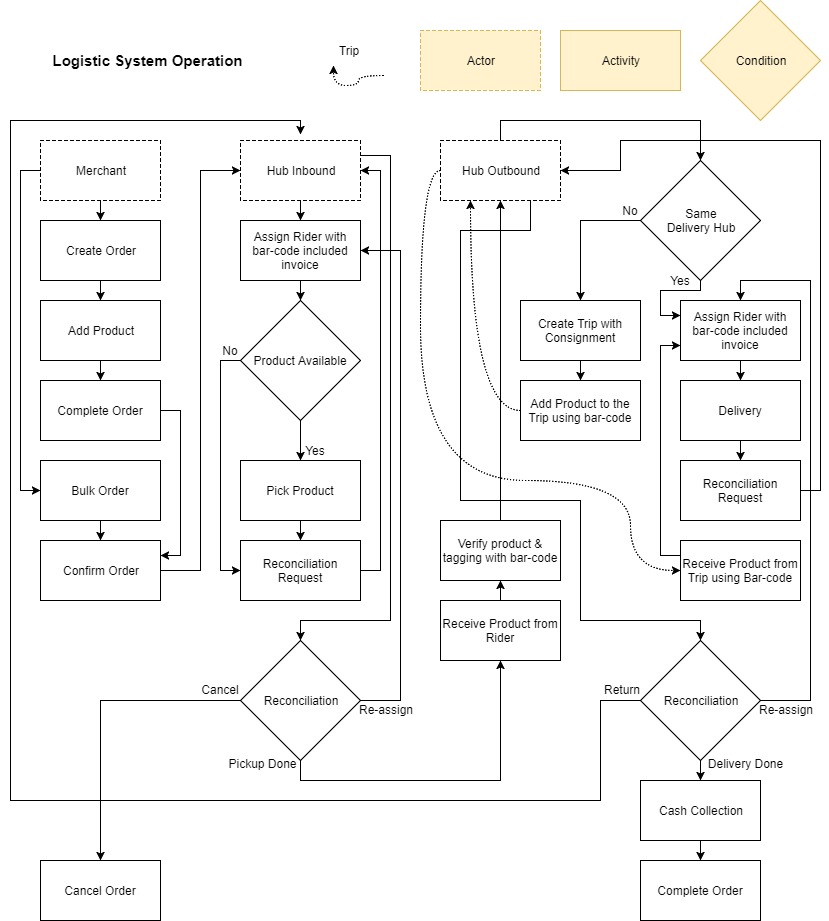 Logistic System Operation
Trip
Actor
Activity
Condition
Merchant
Create Order
Add Product
Complete Order
Bulk Order
Confirm Order
Hub Inbound
Assign Rider with
bar-code included
invoice
No
Product Available
Yes
Pick Product
Reconciliation
Request
Cancel
Reconciliation
Re-assign
Pickup Done
Cancel Order
Hub Outbound
No
Same
Delivery Hub
Yes
Create Trip with
Consignment
Add Product to the
Trip using bar-code
Assign Rider with
bar-code included
invoice
Delivery
Reconciliation
Request
Verify product &
tagging with bar-code
Receive Product from
Trip using Bar-code
Receive Product from
Rider
Return
Reconciliation
Re-assign
Delivery Done
Cash Collection
Complete Order